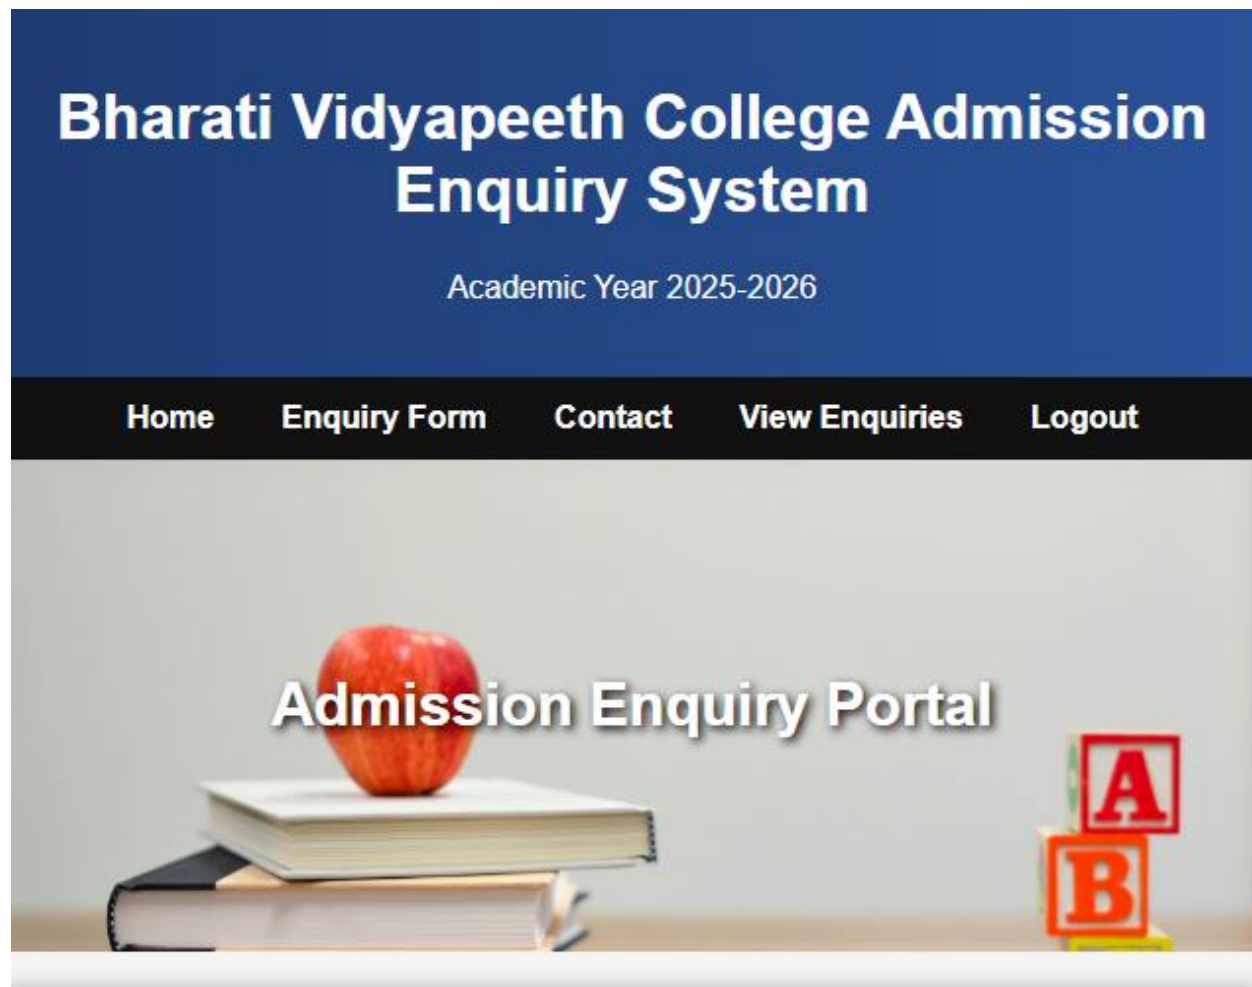 Bharati Vidyapeeth College Admission
Enquiry System
Academic Year 2025-2026
Home Enquiry Form Contact View Enquiries Logout
Admission Enquiry Portal
A
B